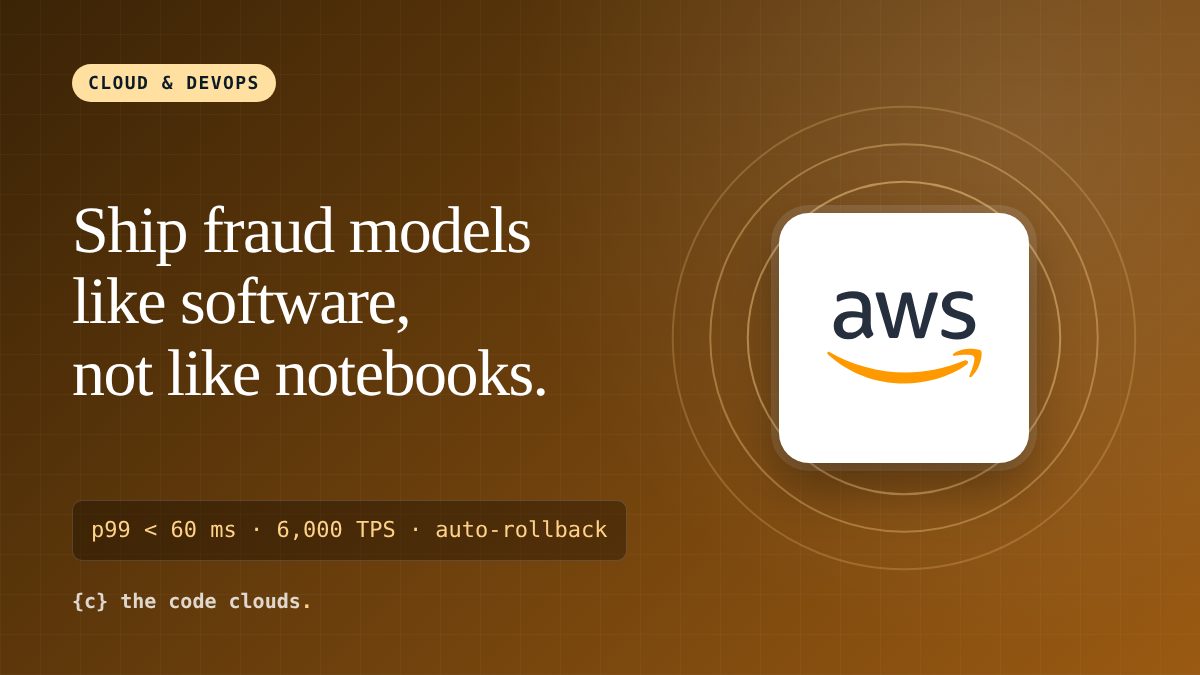 CLOUD & DEVOPS
Ship fraud models
like software,
not like notebooks.
aws
p99 < 60 ms · 6,000 TPS · auto-rollback
{c} the code clouds.